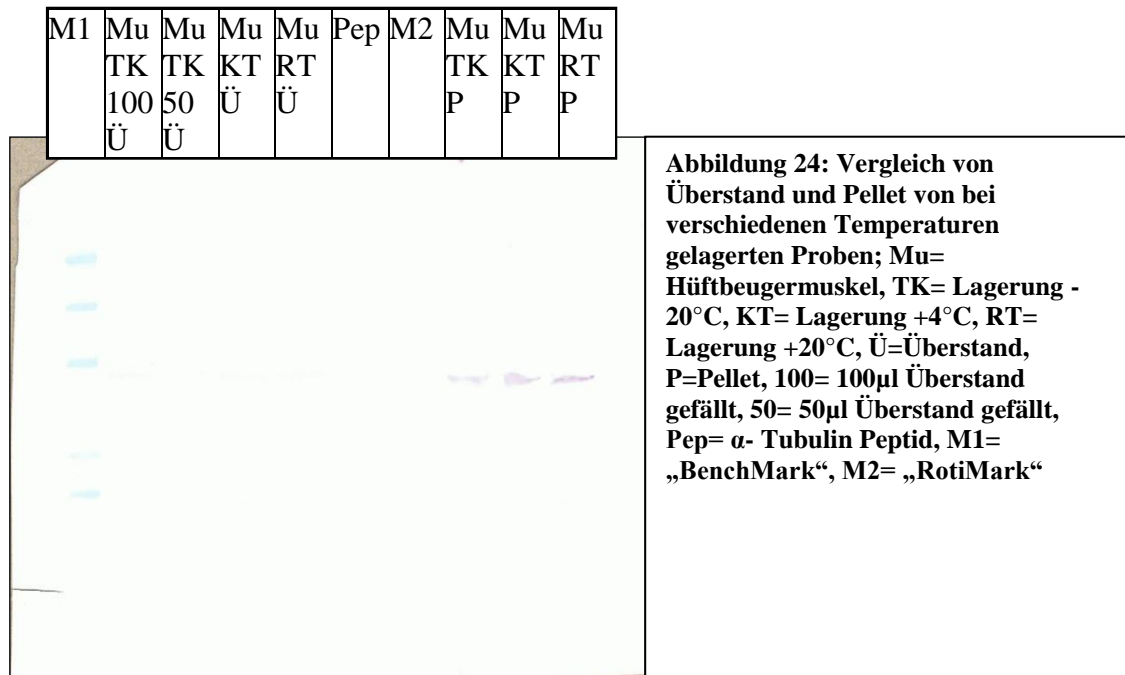 M1 Mu Mu Mu Mu Pep M2 Mu Mu Mu
TK TK KT RT TK KT RT
100 50 Ü Ü P P P
Ü Ü
Abbildung 24: Vergleich von
Überstand und Pellet von bei
verschiedenen Temperaturen
gelagerten Proben; Mu=
Hüftbeugermuskel, TK= Lagerung -
20°C, KT= Lagerung +4°C, RT=
Lagerung +20°C, Ü=Überstand,
P=Pellet, 100= 100µl Überstand
gefällt, 50= 50µl Überstand gefällt,
Pep= α- Tubulin Peptid, M1=
„BenchMark“, M2= „RotiMark“